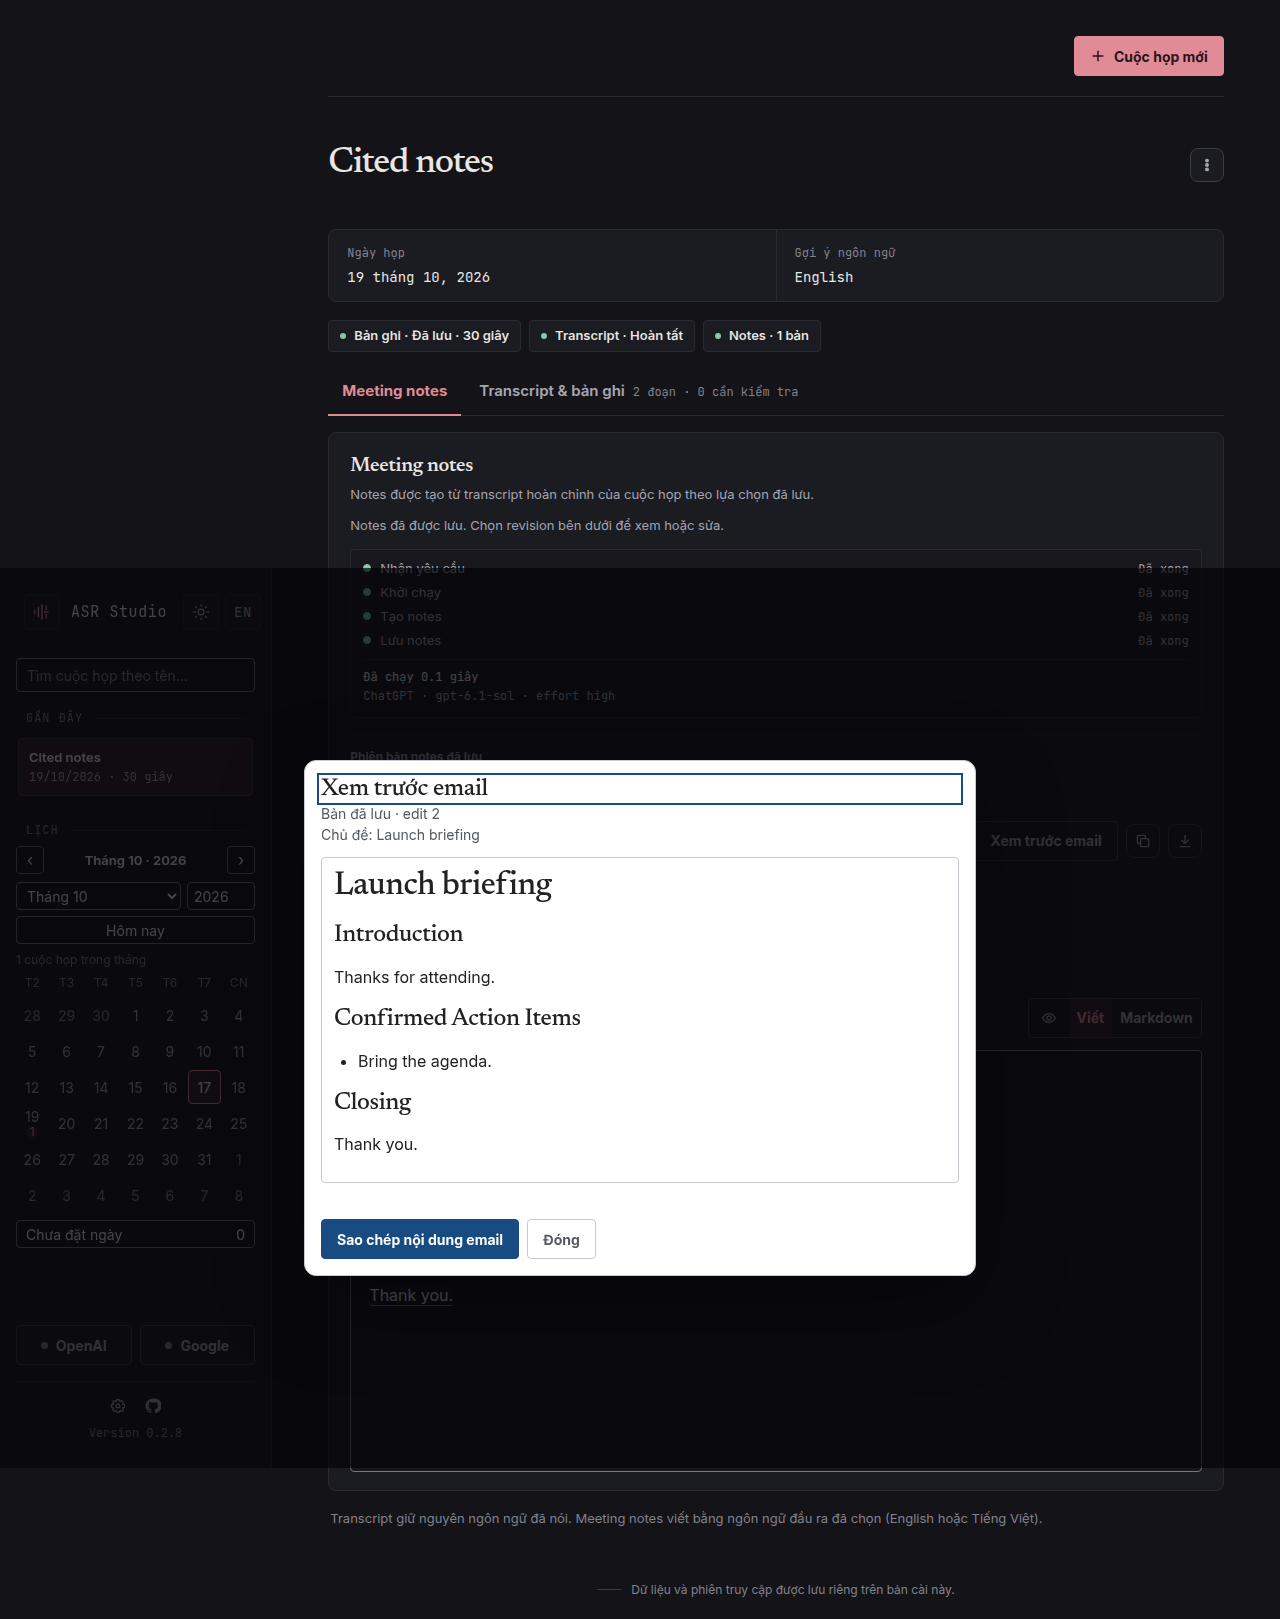 Cuộc họp mới
Cited notes
Ngày họp
19 tháng 10, 2026
Gợi ý ngôn ngữ
English
Bản ghi · Đã lưu · 30 giây
Transcript · Hoàn tất
Notes · 1 bản
Meeting notes
Transcript & bản ghi 2 đoạn · 0 cần kiểm tra
Meeting notes
Notes được tạo từ transcript hoàn chỉnh của cuộc họp theo lựa chọn đã lưu.
Notes đã được lưu. Chọn revision bên dưới để xem hoặc sửa.
Nhận yêu cầu Đã xong
Khởi chạy Đã xong
Tạo notes Đã xong
Lưu notes Đã xong
Đã chạy 0.1 giây
ChatGPT · gpt-6.1-sol · effort high
Phiên bản notes đã lưu
ASR Studio
EN
Tìm cuộc họp theo tên...
GẦN ĐÂY
Cited notes
19/10/2026 · 30 giây
LỊCH
‹ Tháng 10 · 2026 ›
Tháng 10 2026
Hôm nay
1 cuộc họp trong tháng
T2 T3 T4 T5 T6 T7 CN
28 29 30 1 2 3 4
5 6 7 8 9 10 11
12 13 14 15 16 17 18
19 20 21 22 23 24 25
1
26 27 28 29 30 31 1
2 3 4 5 6 7 8
Chưa đặt ngày 0
OpenAI
Google
Version 0.2.8
Xem trước email
Bản đã lưu · edit 2
Chủ đề: Launch briefing
Launch briefing
Introduction
Thanks for attending.
Confirmed Action Items
• Bring the agenda.
Closing
Thank you.
Sao chép nội dung email
Đóng
Xem trước email
Viết
Markdown
Thank you.
Transcript giữ nguyên ngôn ngữ đã nói. Meeting notes viết bằng ngôn ngữ đầu ra đã chọn (English hoặc Tiếng Việt).
Dữ liệu và phiên truy cập được lưu riêng trên bản cài này.